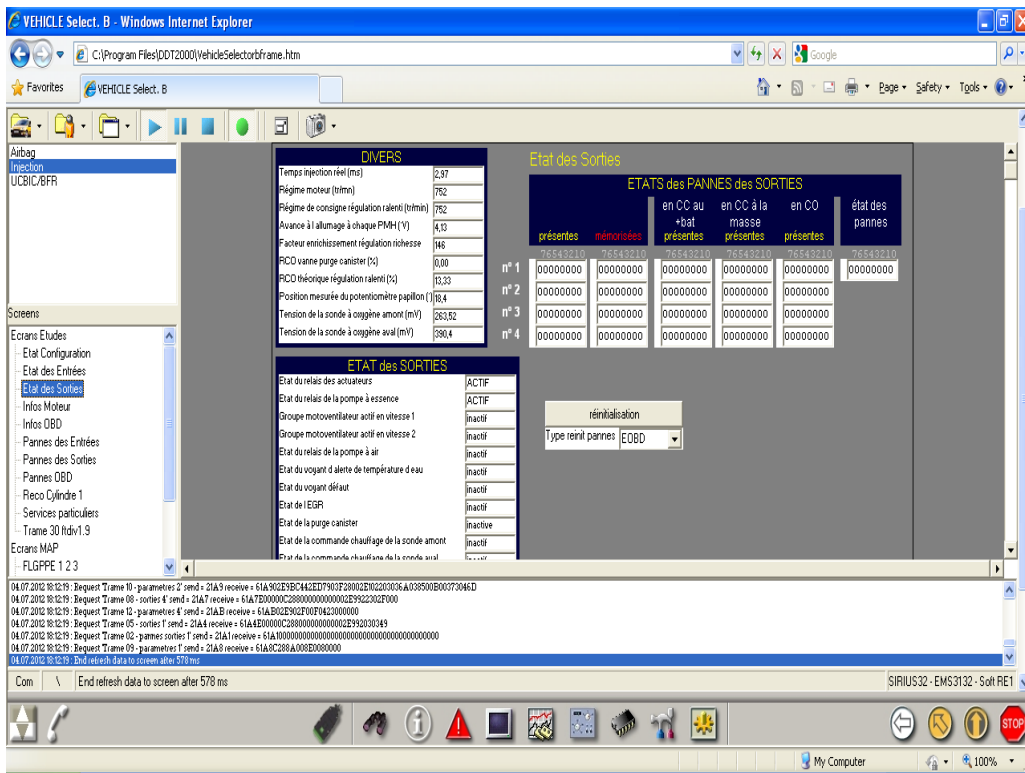 VEHICLE Select. B - Windows Internet Explorer
C:\Program Files\DDT2000\VehicleSelectorbframe.htm
Google
Favorites
VEHICLE Select. B
Page
Safety
Tools
Airbag
Injection
UCBIC/BFR
Screens
Ecrans Etudes
Etat Configuration
Etat des Entrées
Etat des Sorties
Infos Moteur
Infos OBD
Pannes des Entrées
Pannes des Sorties
Pannes OBD
Reco Cylindre 1
Services particuliers
Trame 30 ftdiv1.9
Ecrans MAP
FLGPPE 1 2 3
DIVERS
Temps injection réel (ms) 2,97
Régime moteur (tr/mn) 752
Régime de consigne régulation ralenti (tr/min) 752
Avance à l allumage à chaque PMH (°V) 4,13
Facteur enrichissement régulation richesse 146
RCO vanne purge canister (%) 0,00
RCO théorique régulation ralenti (%) 13,33
Position mesurée du potentiomètre papillon (°) 18,4
Tension de la sonde à oxygène amont (mV) 263,52
Tension de la sonde à oxygène aval (mV) 390,4
ETAT des SORTIES
Etat du relais des actuateurs ACTIF
Etat du relais de la pompe à essence ACTIF
Groupe motoventilateur actif en vitesse 1 inactif
Groupe motoventilateur actif en vitesse 2 inactif
Etat du relais de la pompe à air inactif
Etat du voyant d alerte de température d eau inactif
Etat du voyant défaut inactif
Etat de l EGR inactif
Etat de la purge canister inactive
Etat de la commande chauffage de la sonde amont inactif
Etat de la commande chauffage de la sonde aval inactif
Etat des Sorties
ETATS des PANNES des SORTIES
en CC au +bat
en CC à la masse
en CO
état des pannes
présentes mémorisées présentes présentes présentes
76543210 76543210 76543210 76543210 76543210 76543210
n° 1 00000000 00000000 00000000 00000000 00000000 00000000
n° 2 00000000 00000000 00000000 00000000
n° 3 00000000 00000000 00000000 00000000
n° 4 00000000 00000000 00000000 00000000
réinitialisation
Type reinit pannes EOBD
04.07.2012 18:12:19 : Request 'Trame 10 - parametres 2' send = 21A9 receive = 61A902E9BC442ED7903F28002E102203036A038500B00373046D
04.07.2012 18:12:19 : Request 'Trame 08 - sorties 4' send = 21A7 receive = 61A7E00000C28800000000002E9922302F000
04.07.2012 18:12:19 : Request 'Trame 12 - parametres 4' send = 21AB receive = 61AB02E902F00F0423000000
04.07.2012 18:12:19 : Request 'Trame 05 - sorties 1' send = 21A4 receive = 61A4E00000C288000000000002E992030349
04.07.2012 18:12:19 : Request 'Trame 02 - pannes sorties 1' send = 21A1 receive = 61A10000000000000000000000000000000000000000
04.07.2012 18:12:19 : Request 'Trame 09 - parametres 1' send = 21A8 receive = 61A8C288A008E0080000
04.07.2012 18:12:19 : End refresh data to screen after 578 ms
Com \ End refresh data to screen after 578 ms
SIRIUS32 - EMS3132 - Soft RE1
STOP
My Computer
100%